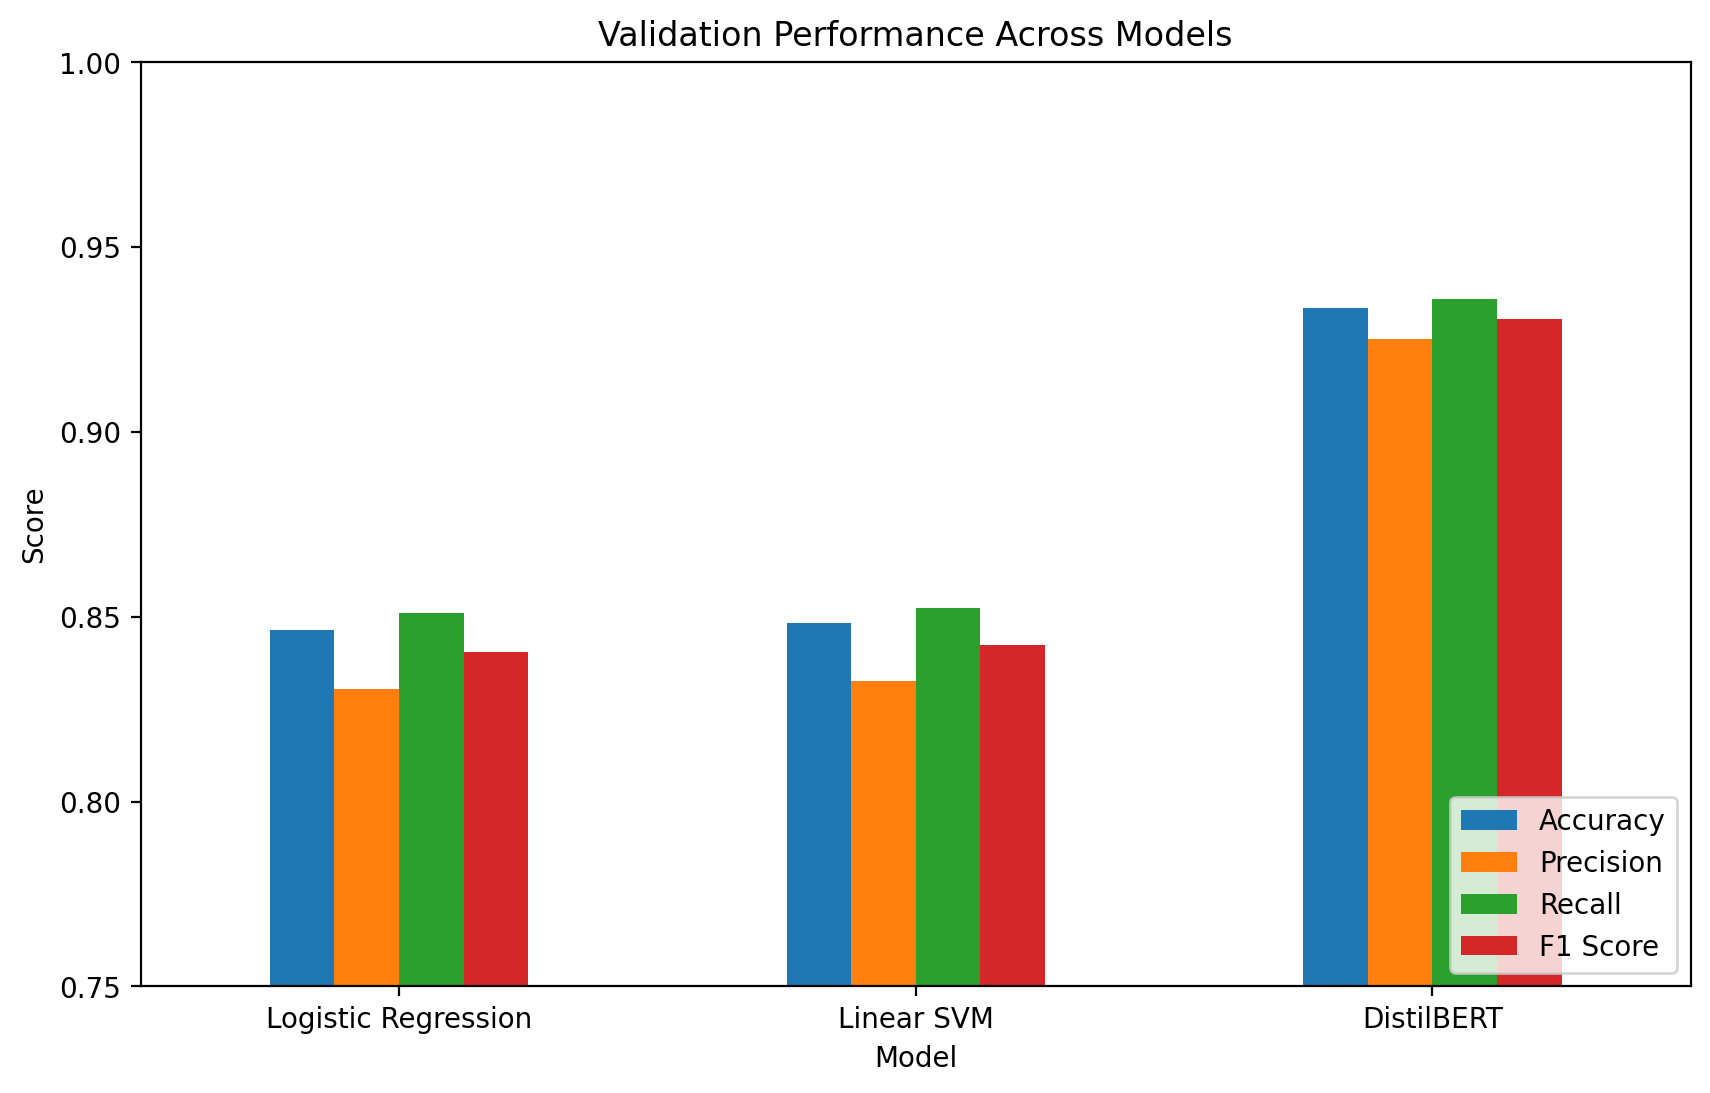 Validation Performance Across Models
1.00
0.95
0.90
0.85
0.80
0.75
Score
Logistic Regression
Linear SVM
DistilBERT
Model
Accuracy
Precision
Recall
F1 Score